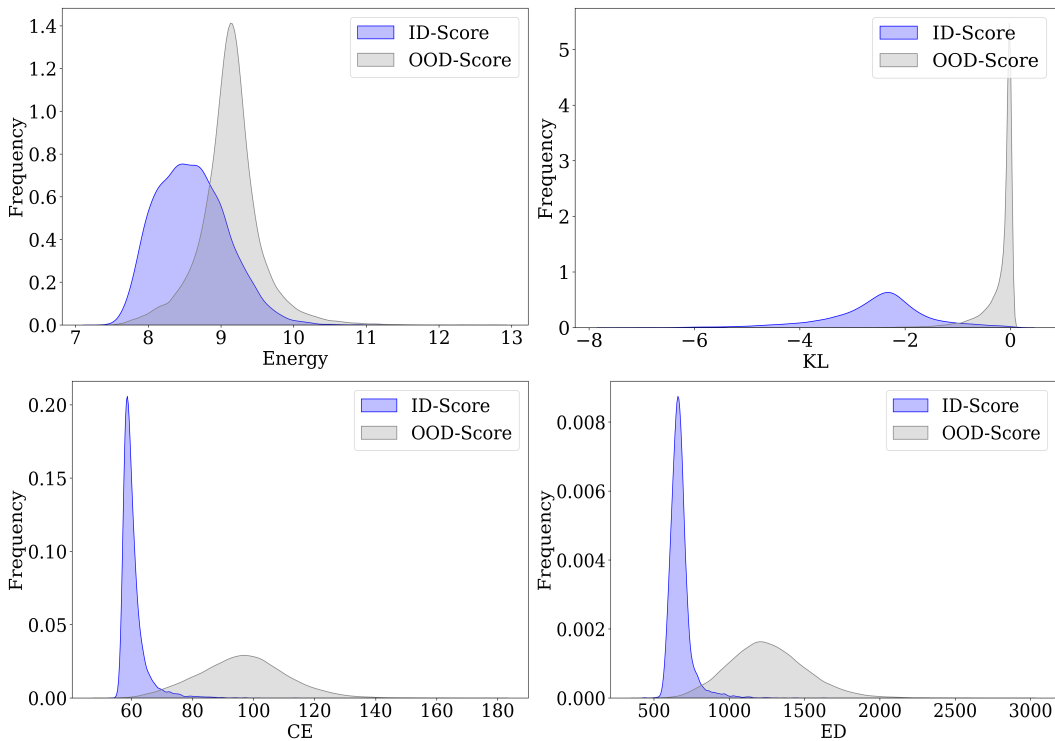 1.4
1.2
1.0
0.8
0.6
0.4
0.2
0.0
Frequency
ID-Score
OOD-Score
7 8 9 10 11 12 13
Energy
5
4
3
2
1
0
Frequency
ID-Score
OOD-Score
−8 −6 −4 −2 0
KL
0.20
0.15
0.10
0.05
0.00
Frequency
ID-Score
OOD-Score
60 80 100 120 140 160 180
CE
0.008
0.006
0.004
0.002
0.000
Frequency
ID-Score
OOD-Score
500 1000 1500 2000 2500 3000
ED